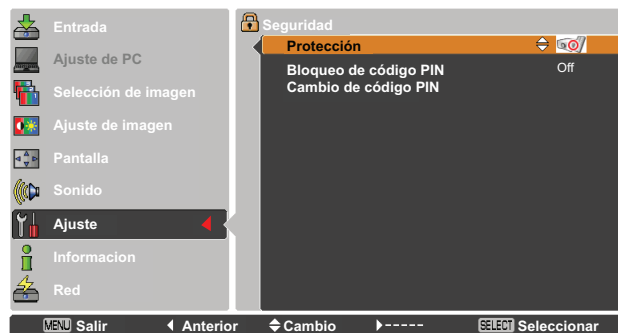 Entrada
Ajuste de PC
Selección de imagen
Ajuste de imagen
Pantalla
Sonido
Ajuste
Informacion
Red
Seguridad
Protección
Bloqueo de código PIN Off
Cambio de código PIN
MENU Salir Anterior Cambio ----- SELECT Seleccionar